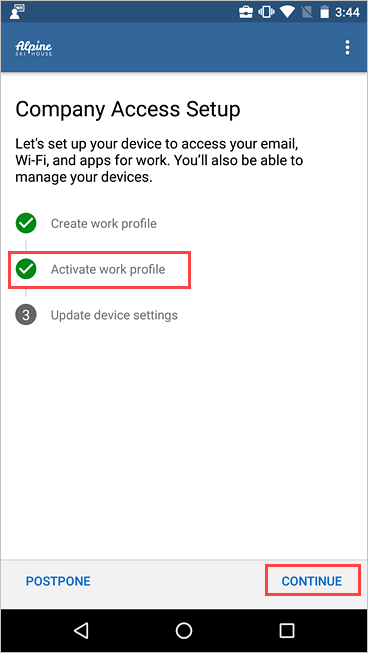 3:44
Alpine
SKI HOUSE
Company Access Setup
Let's set up your device to access your email,
Wi-Fi, and apps for work. You’ll also be able to
manage your devices.
Create work profile
Activate work profile
3 Update device settings
POSTPONE CONTINUE